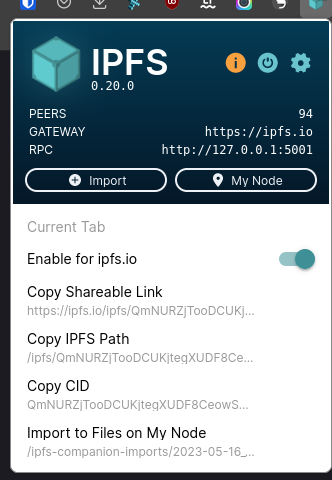 IPFS
0.20.0
PEERS 94
GATEWAY https://ipfs.io
RPC http://127.0.0.1:5001
Import My Node
Current Tab
Enable for ipfs.io
Copy Shareable Link
https://ipfs.io/ipfs/QmNURZjTooDCUKj...
Copy IPFS Path
/ipfs/QmNURZjTooDCUKjtegXUDF8Ce...
Copy CID
QmNURZjTooDCUKjtegXUDF8CeowS...
Import to Files on My Node
/ipfs-companion-imports/2023-05-16_...